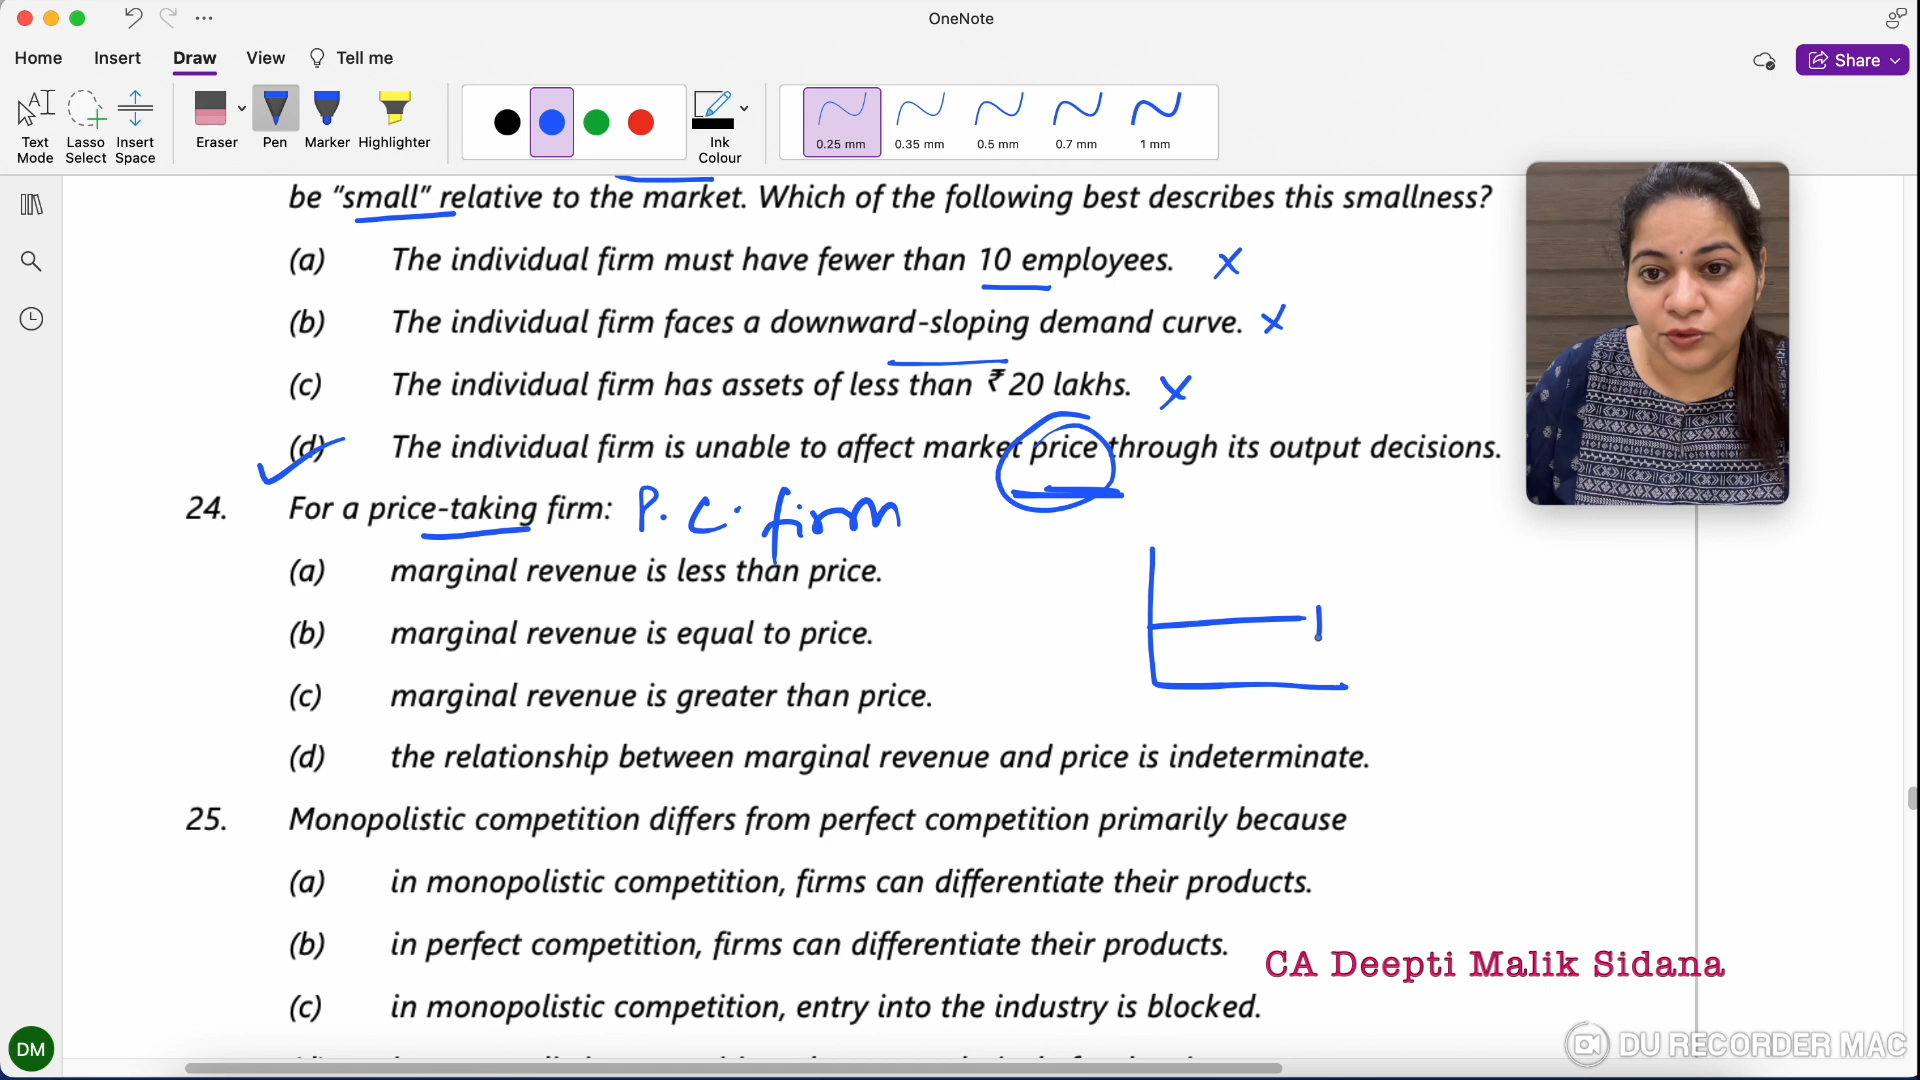 OneNote
Home Insert Draw View Tell me
Share
Text Mode
Lasso Select
Insert Space
Eraser
Pen
Marker
Highlighter
Ink Colour
0.25 mm 0.35 mm 0.5 mm 0.7 mm 1 mm
be “small” relative to the market. Which of the following best describes this smallness?
(a) The individual firm must have fewer than 10 employees. x
(b) The individual firm faces a downward-sloping demand curve. x
(c) The individual firm has assets of less than ₹ 20 lakhs. x
(d) The individual firm is unable to affect market price through its output decisions.
24. For a price-taking firm: P. C. firm
(a) marginal revenue is less than price.
(b) marginal revenue is equal to price.
(c) marginal revenue is greater than price.
(d) the relationship between marginal revenue and price is indeterminate.
25. Monopolistic competition differs from perfect competition primarily because
(a) in monopolistic competition, firms can differentiate their products.
(b) in perfect competition, firms can differentiate their products.
CA Deepti Malik Sidana
(c) in monopolistic competition, entry into the industry is blocked.
DM
DU RECORDER MAC